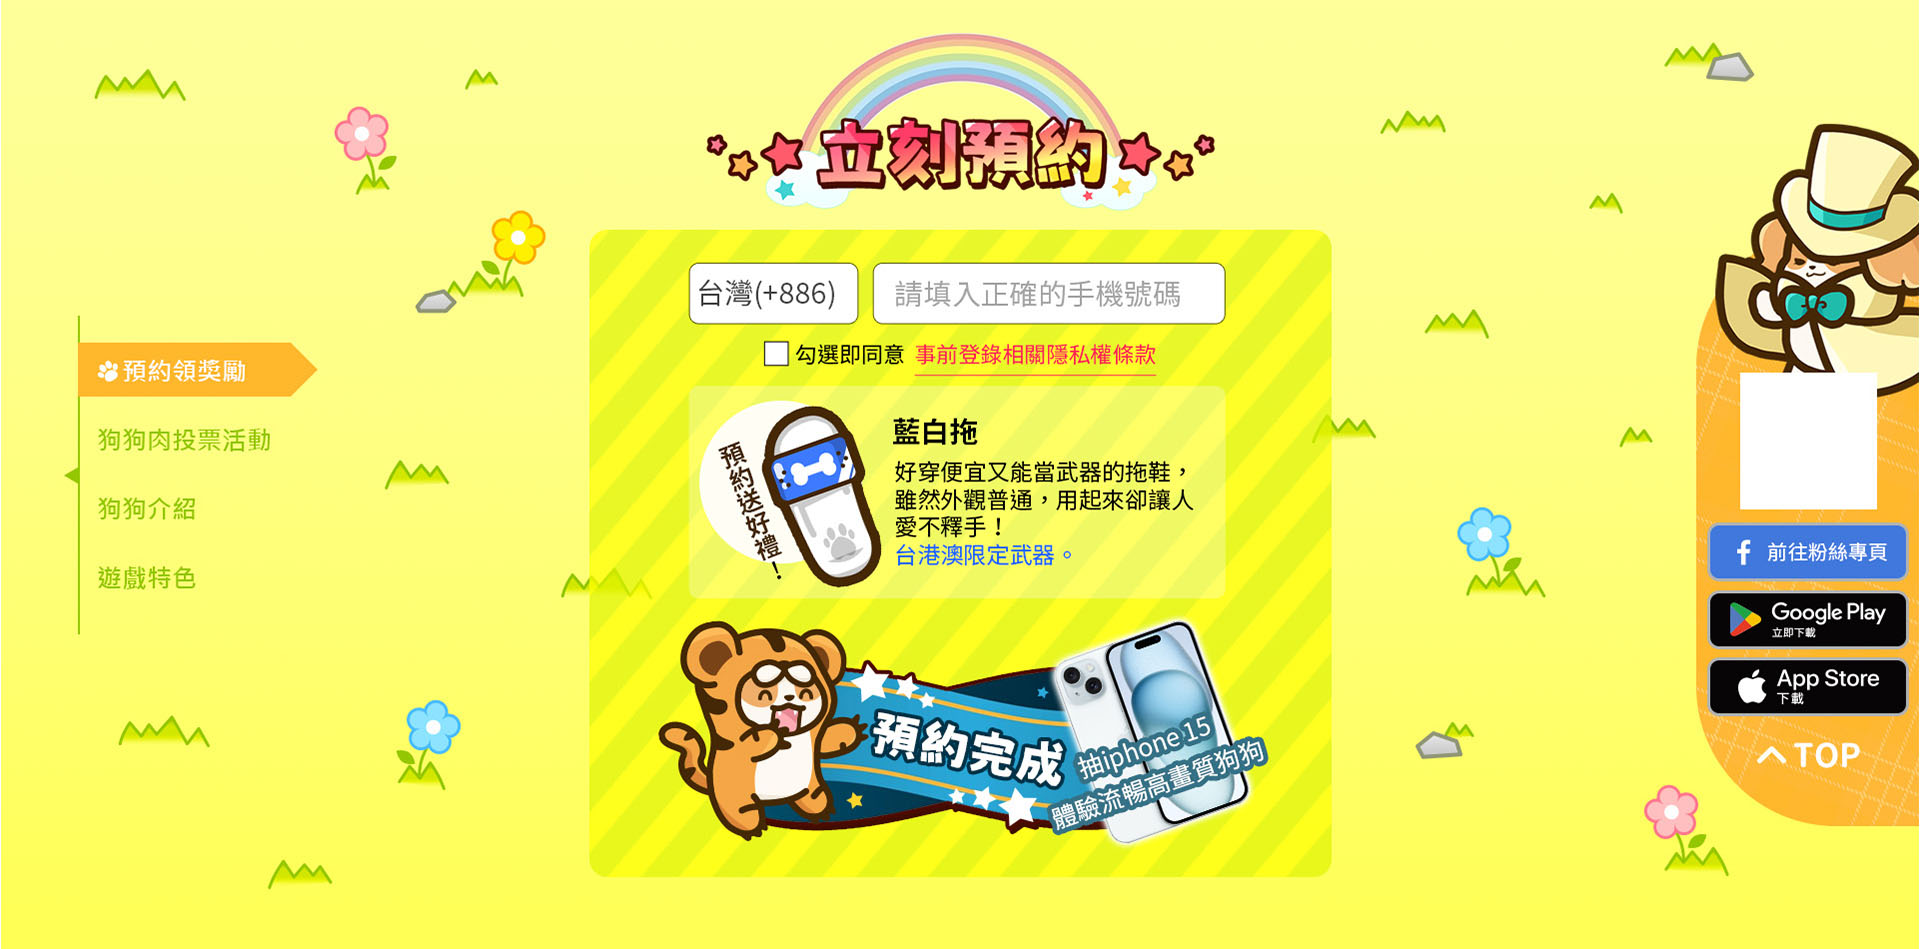 立刻預約
台灣(+886)
請填入正確的手機號碼
勾選即同意 事前登錄相關隱私權條款
預約領獎勵
狗狗肉投票活動
狗狗介紹
遊戲特色
預約送好禮！
藍白拖
好穿便宜又能當武器的拖鞋，
雖然外觀普通，用起來卻讓人
愛不釋手！
台港澳限定武器。
預約完成
抽iphone 15
體驗流暢高畫質狗狗
前往粉絲專頁
Google Play
立即下載
App Store
下載
TOP